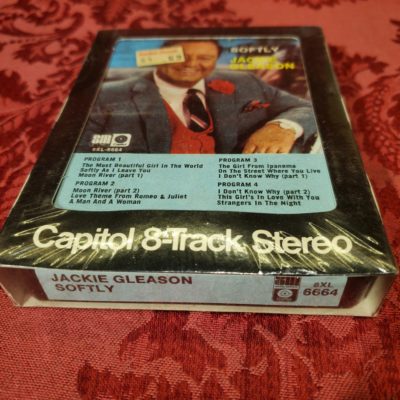 SOFTLY
JACKIE
GLEASON
SM
8XL-6664
PROGRAM 1
The Most Beautiful Girl In The World
Softly As I Leave You
Moon River (part 1)
PROGRAM 2
Moon River (part 2)
Love Theme From Romeo & Juliet
A Man And A Woman
PROGRAM 3
The Girl From Ipanema
On The Street Where You Live
I Don't Know Why (part 1)
PROGRAM 4
I Don't Know Why (part 2)
This Girl's In Love With You
Strangers In The Night
Capitol 8-Track Stereo
JACKIE GLEASON
SOFTLY
SM
8XL
6664